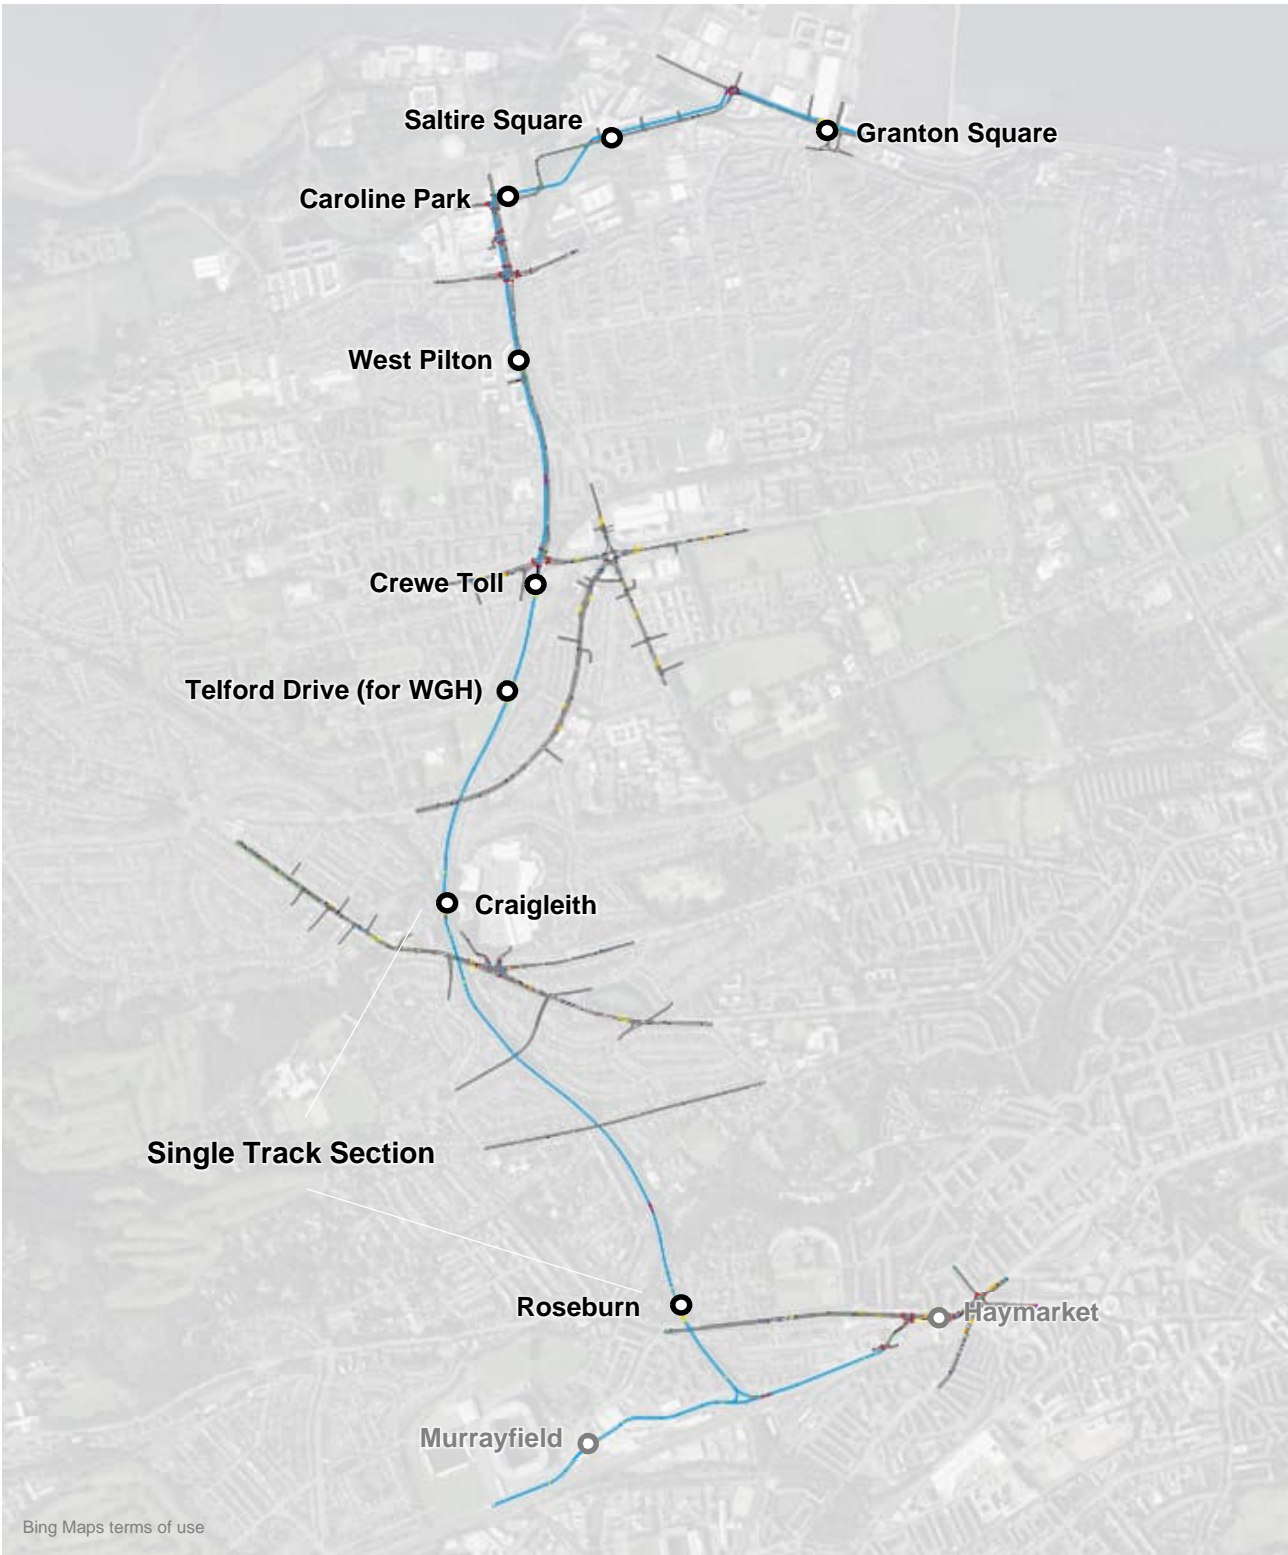 Saltire Square
Granton Square
Caroline Park
West Pilton
Crewe Toll
Telford Drive (for WGH)
Craigleith
Single Track Section
Roseburn
Haymarket
Murrayfield
Bing Maps terms of use